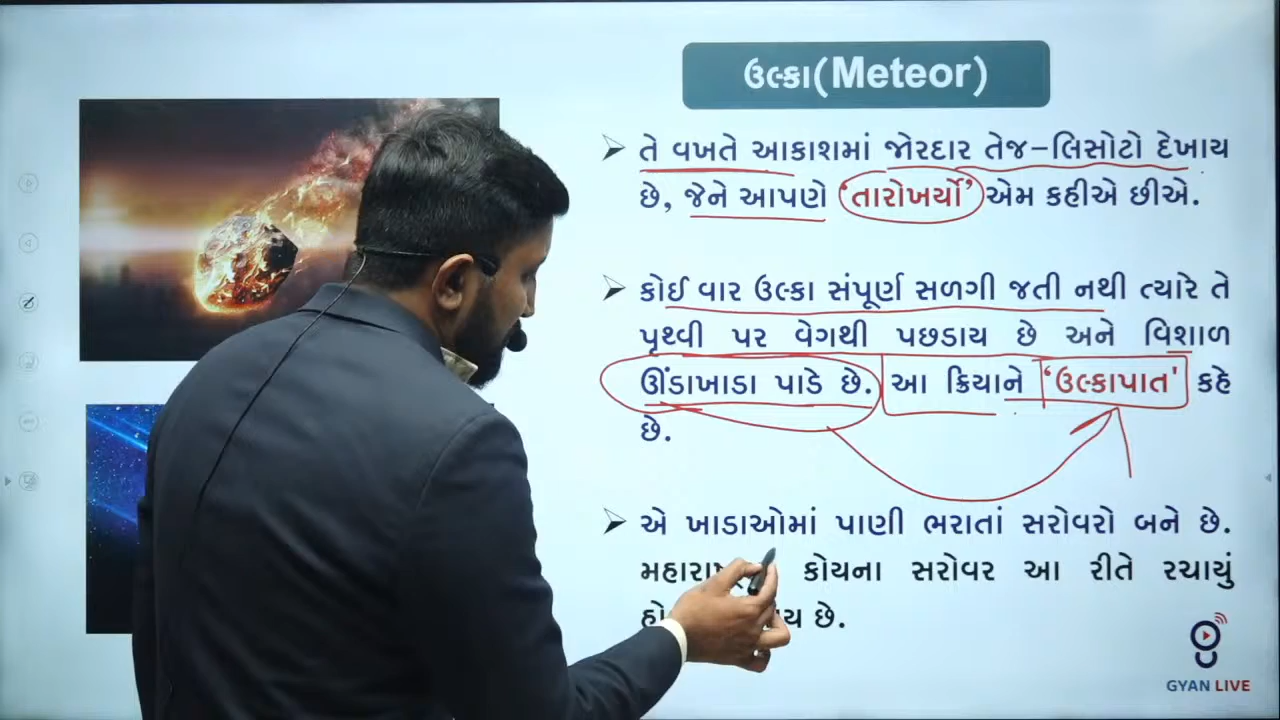 ઉલ્કા(Meteor)
તે વખતે આકાશમાં જોરદાર તેજ-લિસોટો દેખાય
છે, જેને આપણે 'તારોખર્યો' એમ કહીએ છીએ.
કોઈ વાર ઉલ્કા સંપૂર્ણ સળગી જતી નથી ત્યારે તે
પૃથ્વી પર વેગથી પછડાય છે અને વિશાળ
ઊંડાખાડા પાડે છે. આ ક્રિયાને 'ઉલ્કાપાત' કહે
છે.
એ ખાડાઓમાં પાણી ભરાતાં સરોવરો બને છે.
કોયના સરોવર આ રીતે રચાયું
છે.
GYAN LIVE